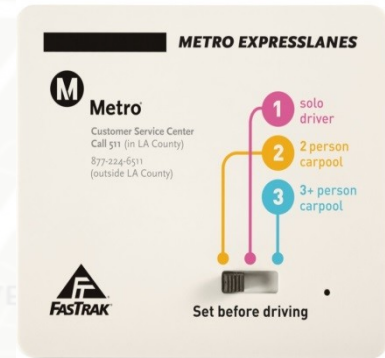 METRO EXPRESSLANES
M
Metro
Customer Service Center
Call 511 (in LA County)
877-224-6511
(outside LA County)
1 solo
driver
2 2 person
carpool
3 3+ person
carpool
FT
FASTRAK
Set before driving